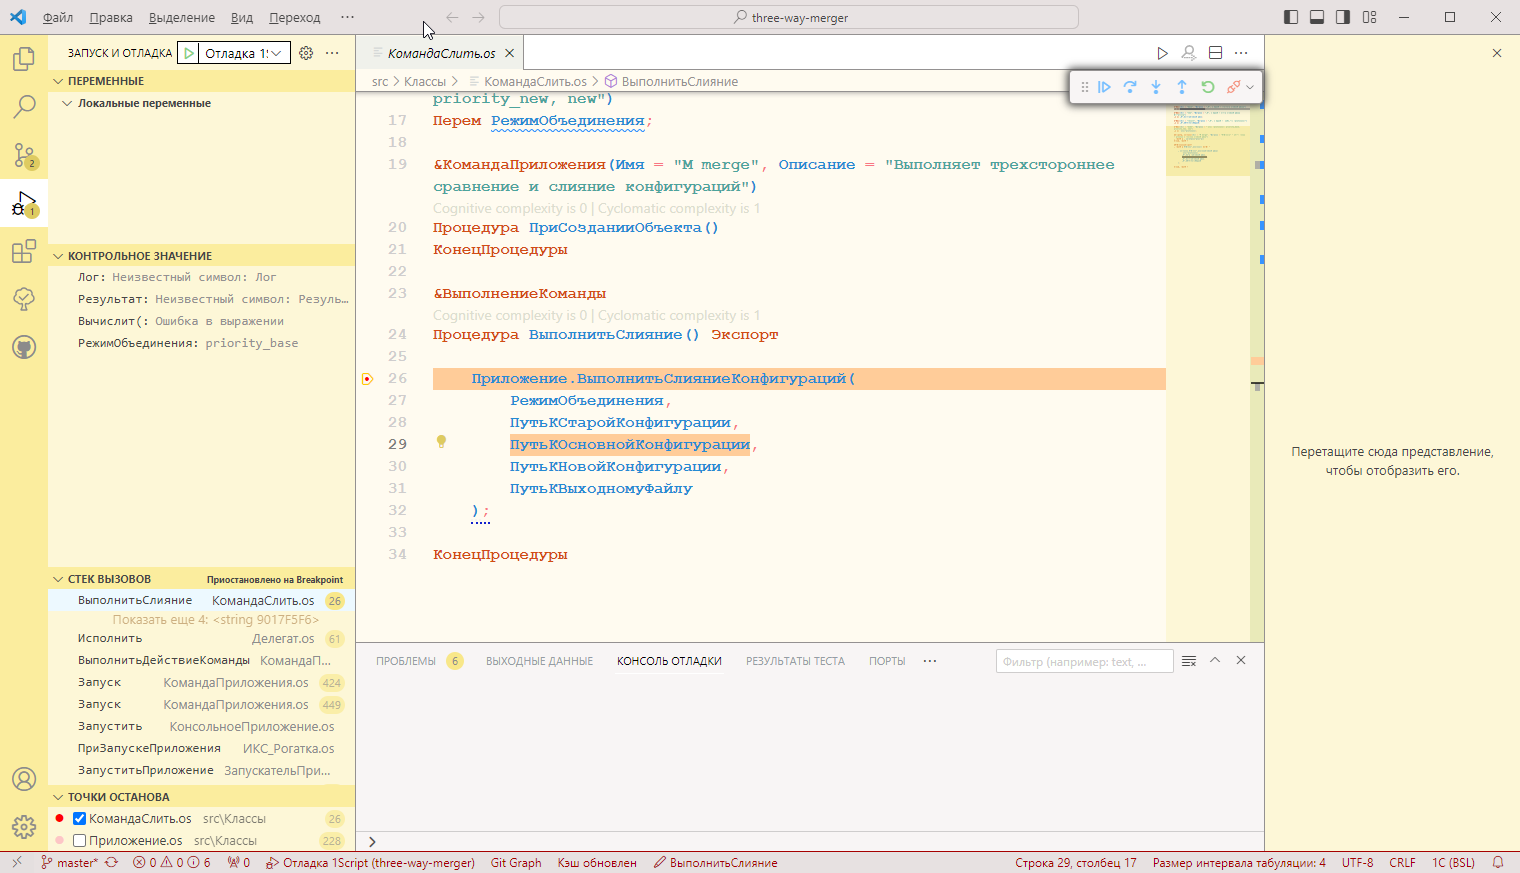 Файл Правка Выделение Вид Переход ··· three-way-merger
ЗАПУСК И ОТЛАДКА Отладка 1S ···
ПЕРЕМЕННЫЕ
Локальные переменные
КОНТРОЛЬНОЕ ЗНАЧЕНИЕ
Лог: Неизвестный символ: Лог
Результат: Неизвестный символ: Резуль…
Вычислит(: Ошибка в выражении
РежимОбъединения: priority_base
СТЕК ВЫЗОВОВ Приостановлено на Breakpoint
ВыполнитьСлияние КомандаСлить.os 26
Показать еще 4: <string 9017F5F6>
Исполнить Делегат.os 61
ВыполнитьДействиеКоманды КомандаП...
Запуск КомандаПриложения.os 424
Запуск КомандаПриложения.os 449
Запустить КонсольноеПриложение.os
ПриЗапускеПриложения ИКС_Рогатка.os
ЗапуститьПриложение ЗапускательПри...
ТОЧКИ ОСТАНОВА
КомандаСлить.os src\Классы 26
Приложение.os src\Классы 228
2
1
КомандаСлить.os
src > Классы > КомандаСлить.os > ВыполнитьСлияние
priority_new, new")
17 Перем РежимОбъединения;
18
19 &КомандаПриложения(Имя = "M merge", Описание = "Выполняет трехстороннее
сравнение и слияние конфигураций")
Cognitive complexity is 0 | Cyclomatic complexity is 1
20 Процедура ПриСозданииОбъекта()
21 КонецПроцедуры
22
23 &ВыполнениеКоманды
Cognitive complexity is 0 | Cyclomatic complexity is 1
24 Процедура ВыполнитьСлияние() Экспорт
25
26 Приложение.ВыполнитьСлияниеКонфигураций(
27 РежимОбъединения,
28 ПутьКСтаройКонфигурации,
29 ПутьКОсновнойКонфигурации,
30 ПутьКНовойКонфигурации,
31 ПутьКВыходномуФайлу
32 );
33
34 КонецПроцедуры
ПРОБЛЕМЫ 6 ВЫХОДНЫЕ ДАННЫЕ КОНСОЛЬ ОТЛАДКИ РЕЗУЛЬТАТЫ ТЕСТА ПОРТЫ ··· Фильтр (например: text, ...
Перетащите сюда представление,
чтобы отобразить его.
master* 0 0 6 0 Отладка 1Script (three-way-merger) Git Graph Кэш обновлен ВыполнитьСлияние Строка 29, столбец 17 Размер интервала табуляции: 4 UTF-8 CRLF 1C (BSL)